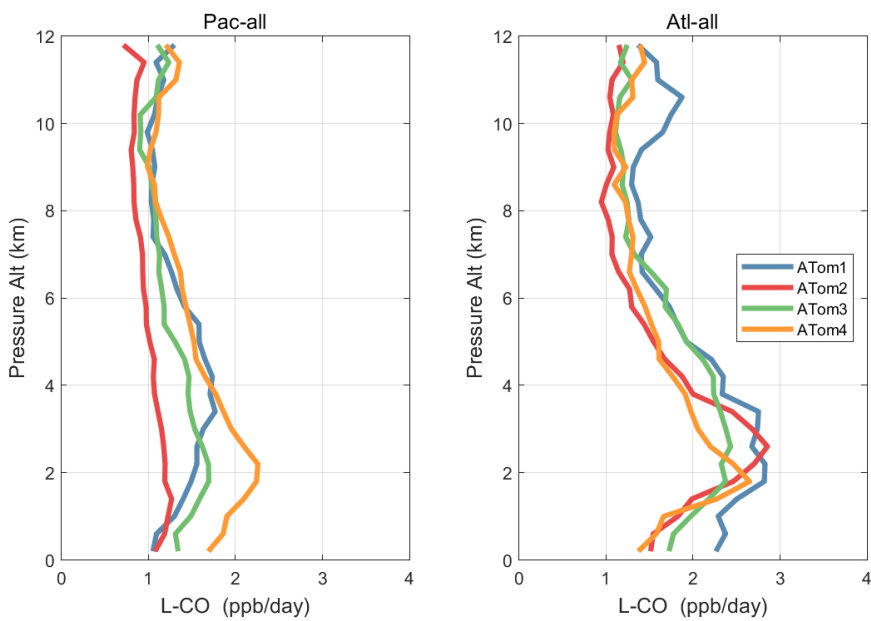 Pac-all
Atl-all
12
10
8
6
4
2
0
Pressure Alt (km)
0 1 2 3 4
L-CO (ppb/day)
12
10
8
6
4
2
0
Pressure Alt (km)
0 1 2 3 4
L-CO (ppb/day)
ATom1
ATom2
ATom3
ATom4